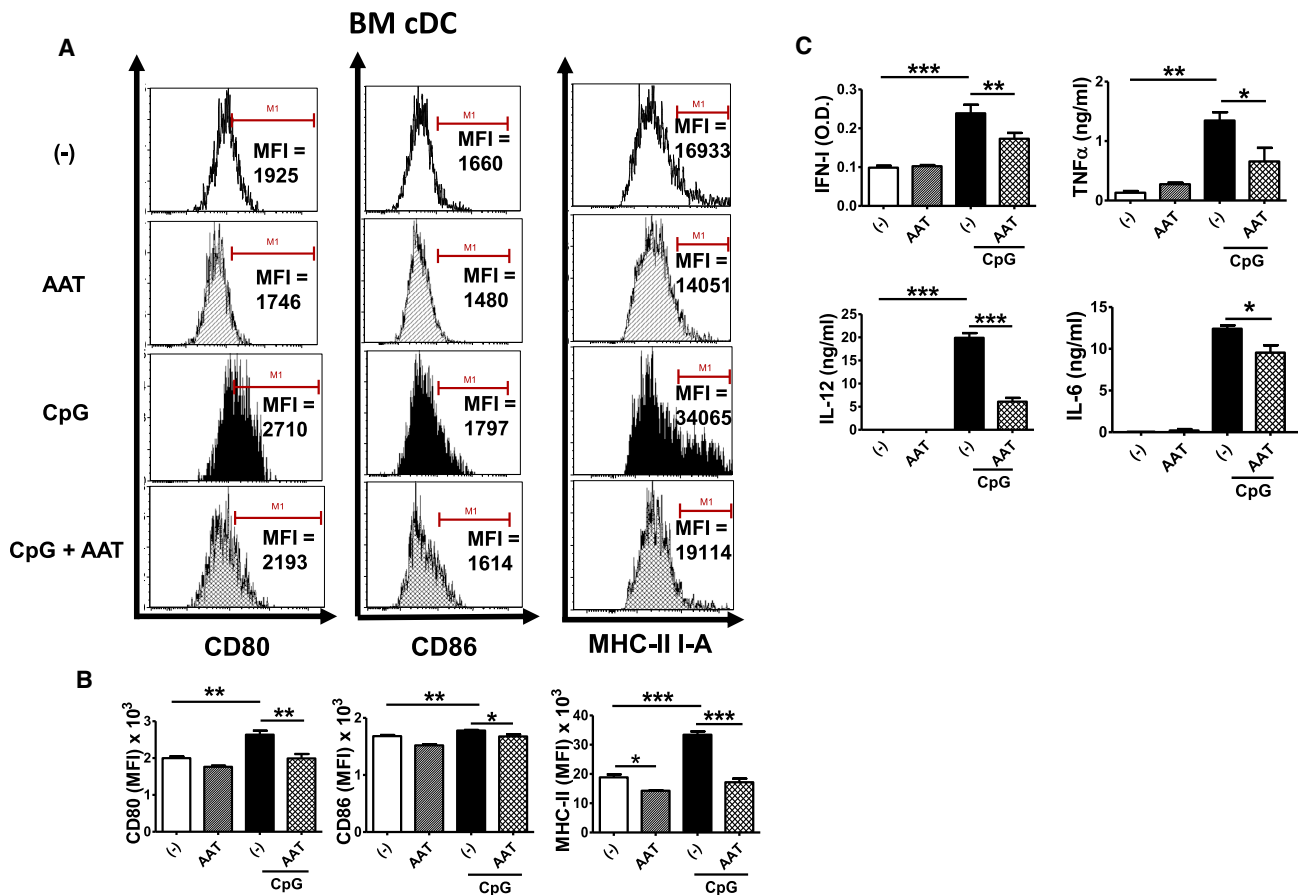 BM cDC
A
(-)
M1
MFI =
1925
M1
MFI =
1660
M1
MFI =
16933
AAT
M1
MFI =
1746
M1
MFI =
1480
M1
MFI =
14051
CpG
M1
MFI =
2710
M1
MFI =
1797
M1
MFI =
34065
CpG + AAT
M1
MFI =
2193
M1
MFI =
1614
M1
MFI =
19114
CD80
CD86
MHC-II I-A
B
CD80 (MFI) x 10³
3
2
1
0
**
**
(-)
AAT
(-)
AAT
CpG
CD86 (MFI) x 10³
2
1
0
**
*
(-)
AAT
(-)
AAT
CpG
MHC-II (MFI) x 10³
40
30
20
10
0
***
*
***
(-)
AAT
(-)
AAT
CpG
C
IFN-I (O.D.)
0.3
0.2
0.1
0.0
***
**
(-)
AAT
(-)
AAT
CpG
TNFα (ng/ml)
2
1
0
**
*
(-)
AAT
(-)
AAT
CpG
IL-12 (ng/ml)
25
20
15
10
5
0
***
***
(-)
AAT
(-)
AAT
CpG
IL-6 (ng/ml)
15
10
5
0
*
(-)
AAT
(-)
AAT
CpG